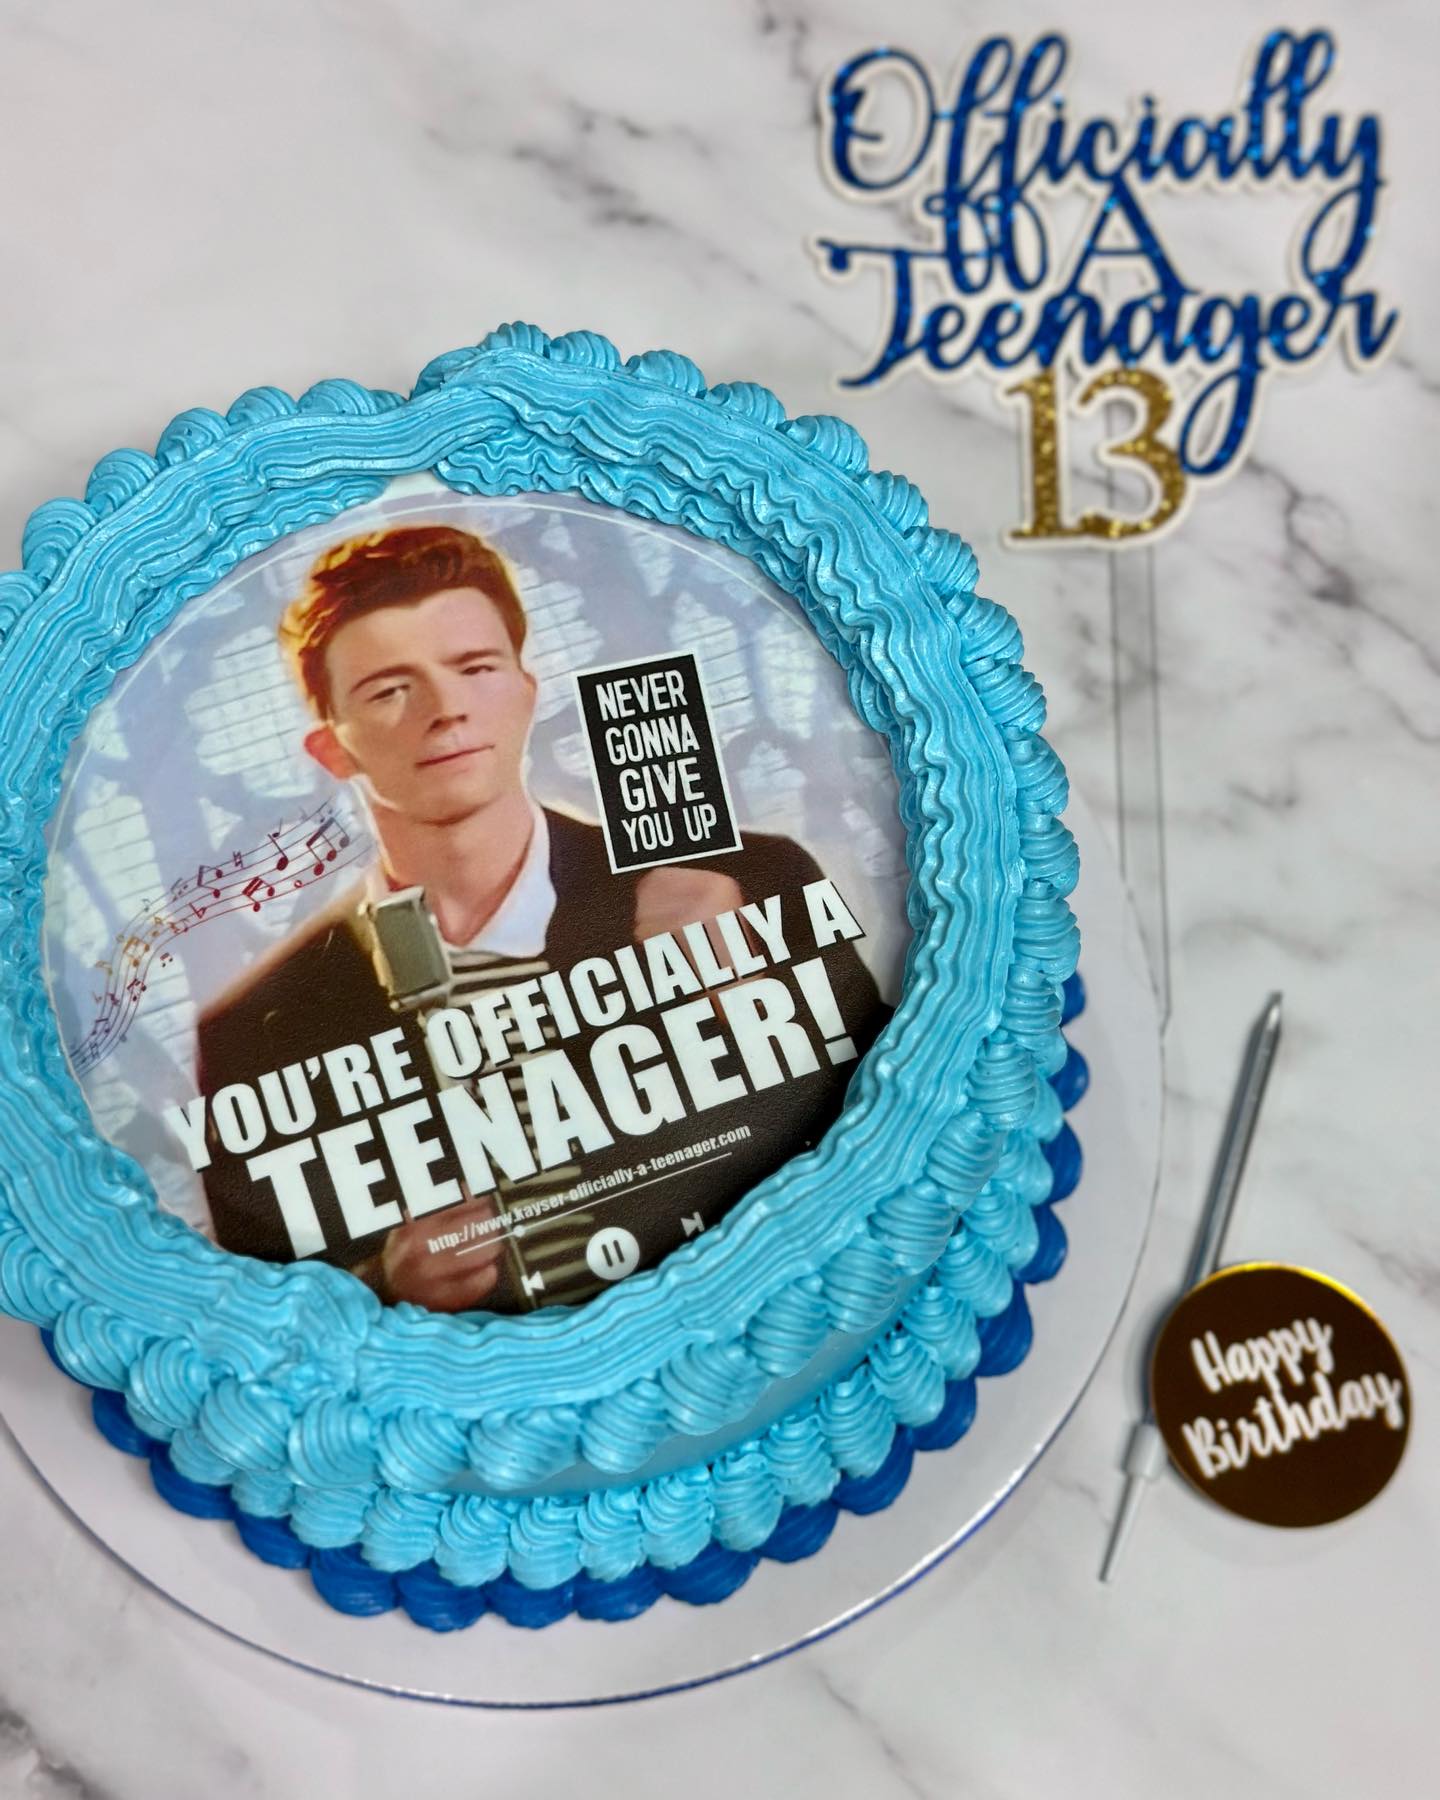 Officially
A
Teenager
13
NEVER
GONNA
GIVE
YOU UP
YOU'RE OFFICIALLY A
TEENAGER!
http://www.kayser-officially-a-teenager.com
Happy
Birthday